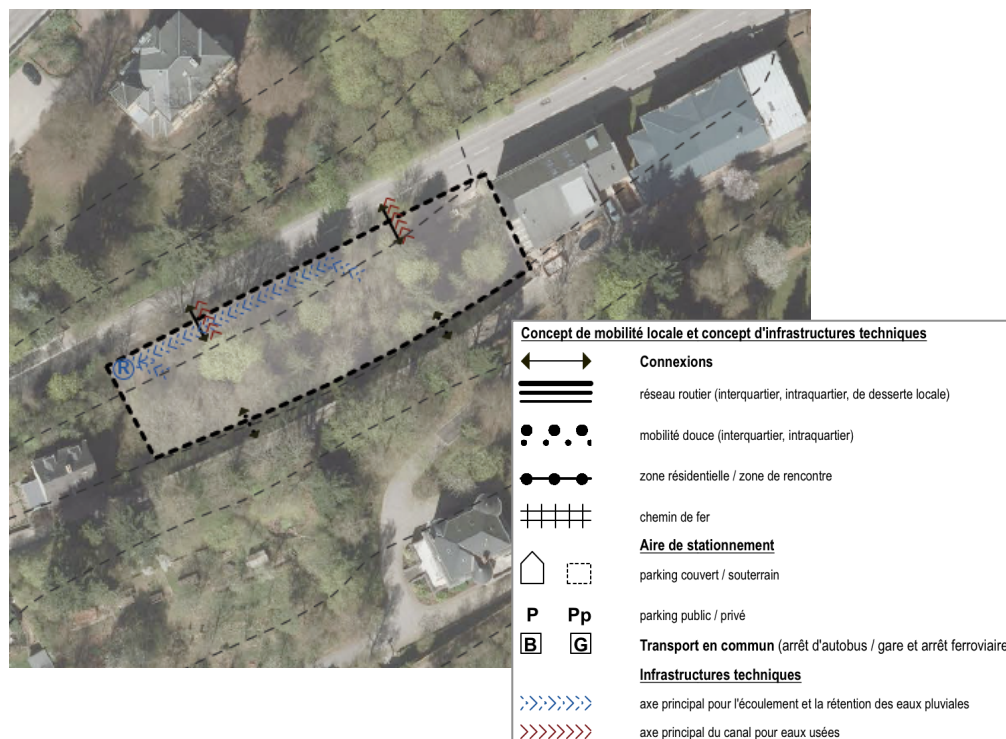 R
Concept de mobilité locale et concept d'infrastructures techniques
Connexions
réseau routier (interquartier, intraquartier, de desserte locale)
mobilité douce (interquartier, intraquartier)
zone résidentielle / zone de rencontre
chemin de fer
Aire de stationnement
parking couvert / souterrain
P Pp parking public / privé
B G Transport en commun (arrêt d'autobus / gare et arrêt ferroviaire
Infrastructures techniques
axe principal pour l'écoulement et la rétention des eaux pluviales
axe principal du canal pour eaux usées